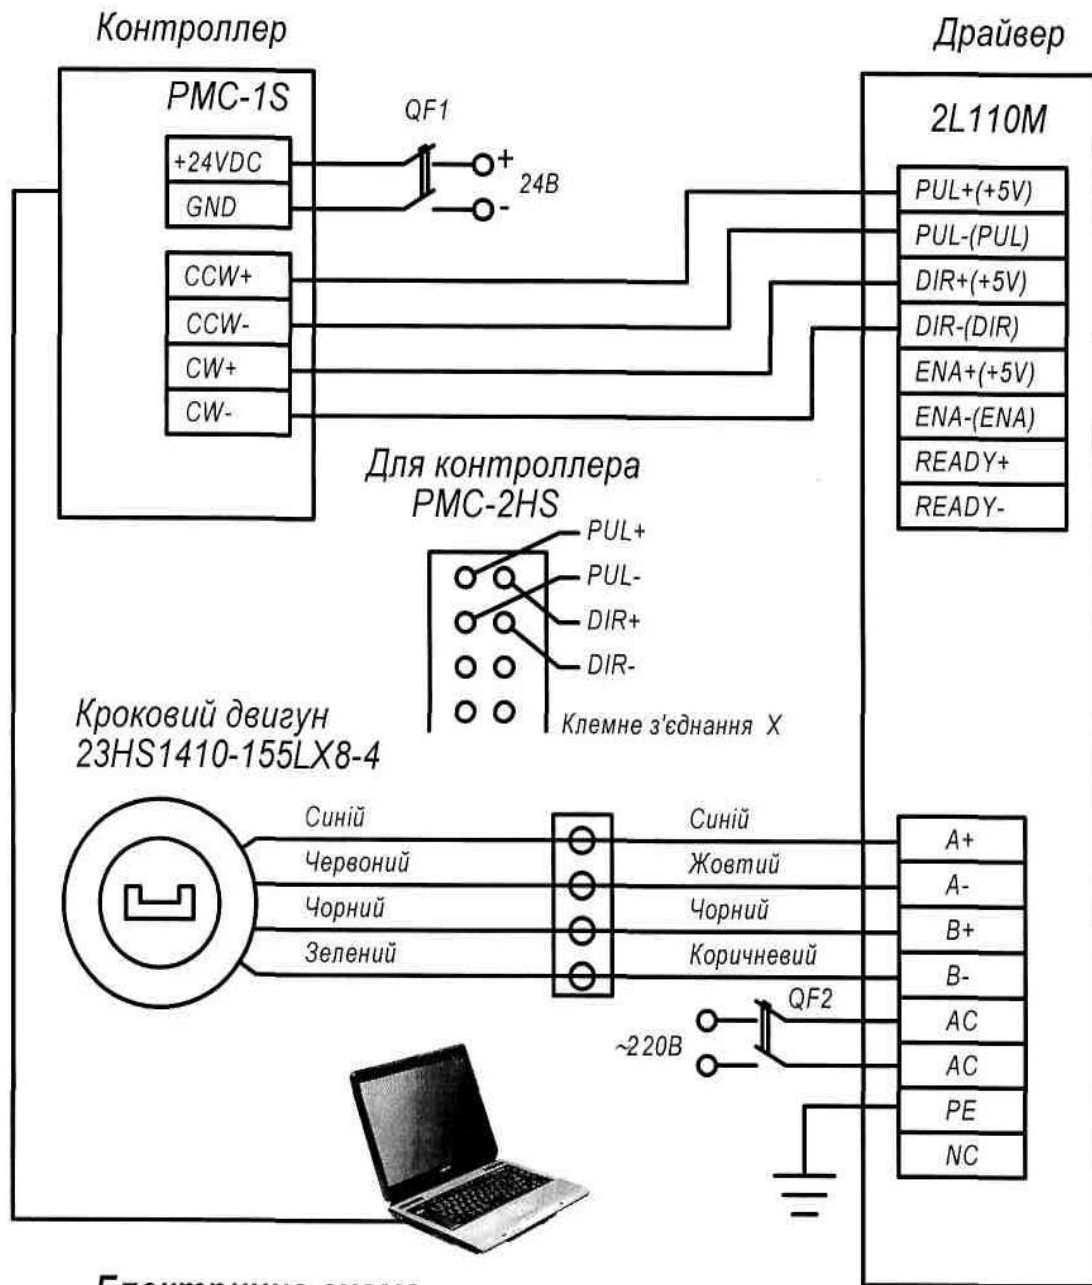 Контроллер
Драйвер
PMC-1S
+24VDC
GND
CCW+
CCW-
CW+
CW-
QF1
+
24В
-
2L110M
PUL+(+5V)
PUL-(PUL)
DIR+(+5V)
DIR-(DIR)
ENA+(+5V)
ENA-(ENA)
READY+
READY-
Для контроллера
PMC-2HS
PUL+
PUL-
DIR+
DIR-
Клемне з'єднання X
Кроковий двигун
23HS1410-155LX8-4
Синій
Червоний
Чорний
Зелений
Синій
Жовтий
Чорний
Коричневий
A+
A-
B+
B-
AC
AC
PE
NC
QF2
~220В